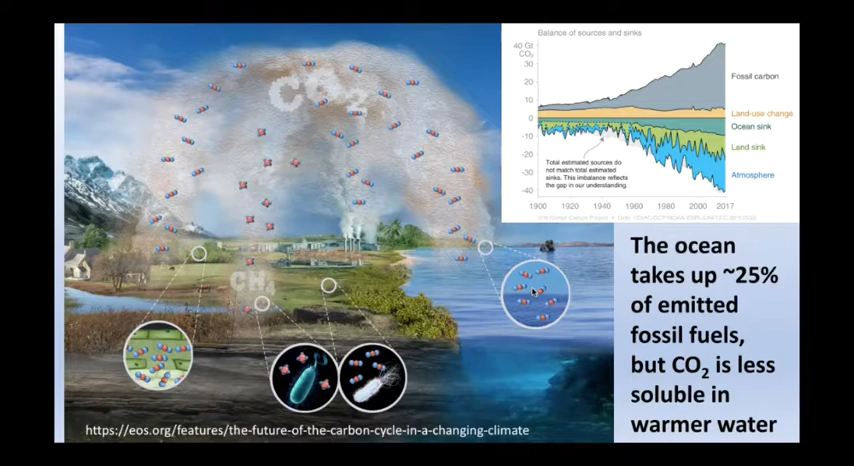 CO2
CH4
https://eos.org/features/the-future-of-the-carbon-cycle-in-a-changing-climate
Balance of sources and sinks
40 Gt
CO₂
30
20
10
0
-10
-20
-30
-40
Fossil carbon
Land-use change
Ocean sink
Land sink
Atmosphere
Total estimated sources do
not match total estimated
sinks. This imbalance reflects
the gap in our understanding.
1900 1920 1940 1960 1980 2000 2017
The ocean
takes up ~25%
of emitted
fossil fuels,
but CO₂ is less
soluble in
warmer water